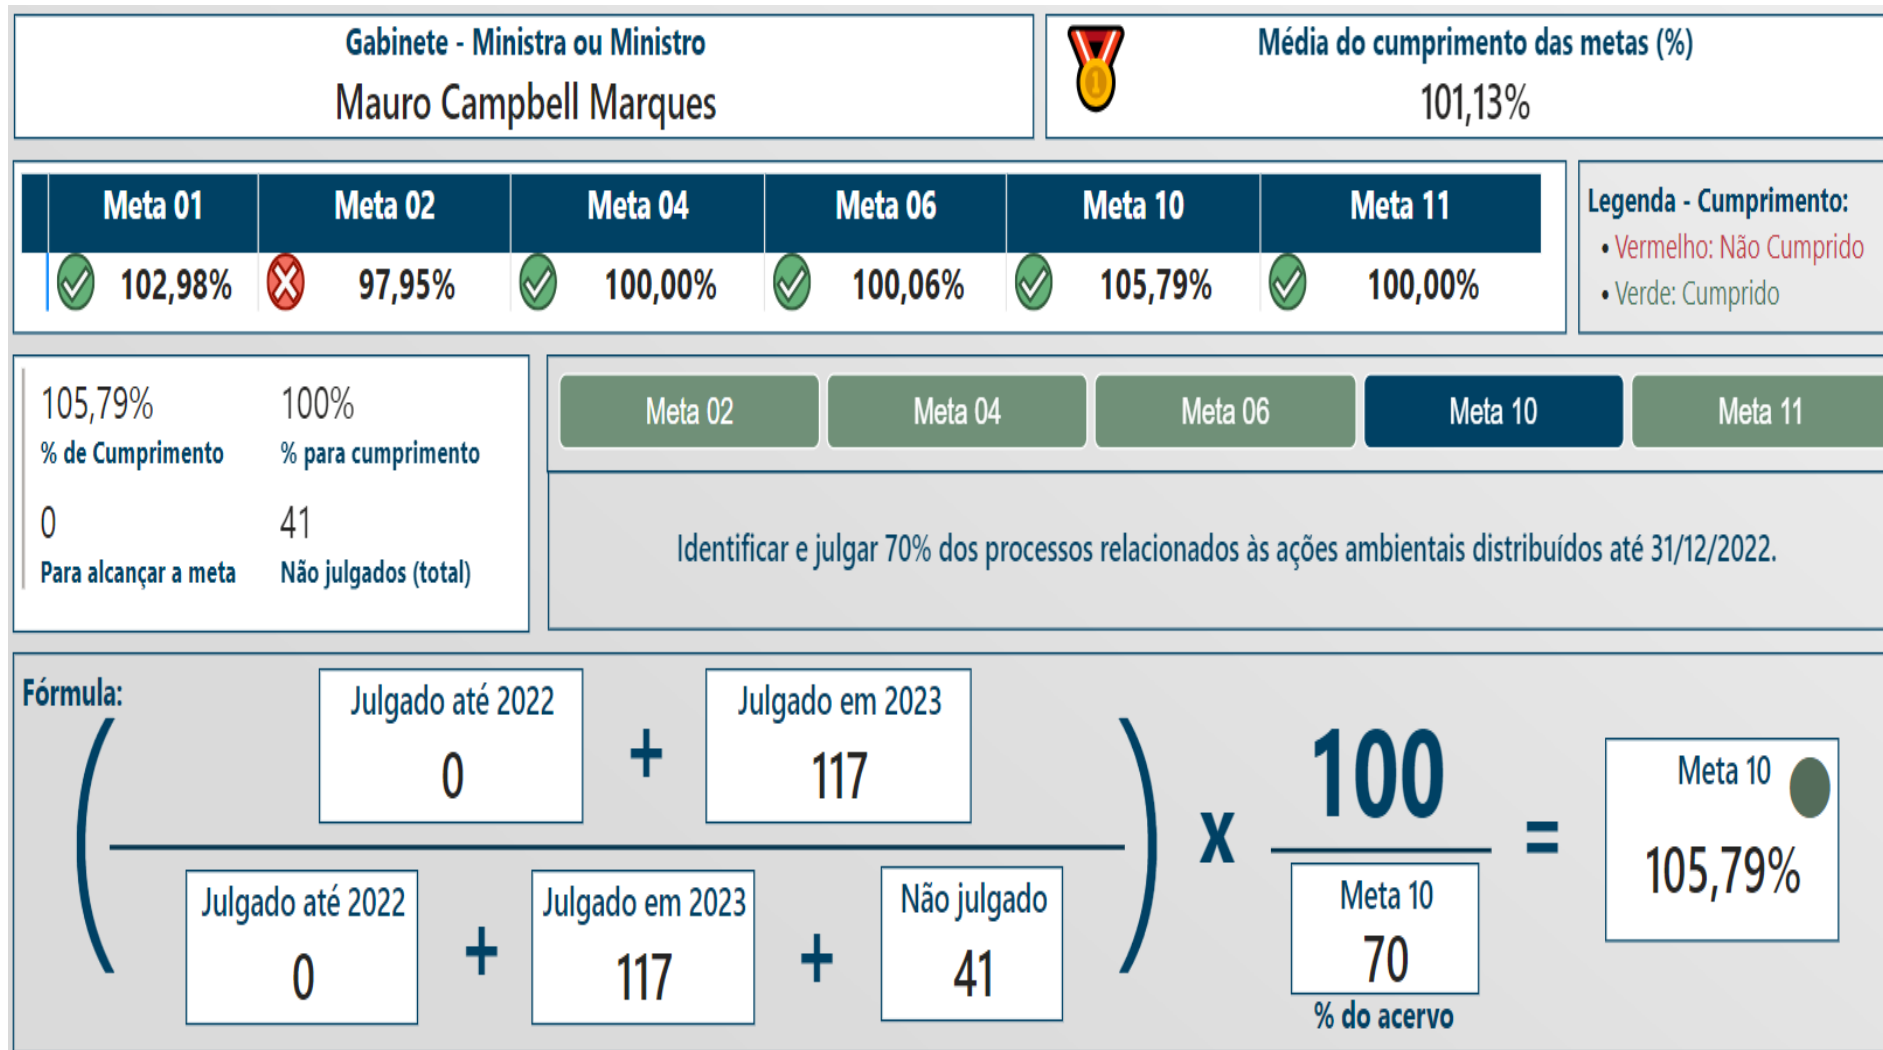 Gabinete - Ministra ou Ministro
Mauro Campbell Marques
Média do cumprimento das metas (%)
101,13%
1
Meta 01 Meta 02 Meta 04 Meta 06 Meta 10 Meta 11
102,98% 97,95% 100,00% 100,06% 105,79% 100,00%
Legenda - Cumprimento:
• Vermelho: Não Cumprido
• Verde: Cumprido
105,79% 100%
% de Cumprimento % para cumprimento
0 41
Para alcançar a meta Não julgados (total)
Meta 02 Meta 04 Meta 06 Meta 10 Meta 11
Identificar e julgar 70% dos processos relacionados às ações ambientais distribuídos até 31/12/2022.
Fórmula:
( Julgado até 2022 + Julgado em 2023 )
0 117
Julgado até 2022 + Julgado em 2023 + Não julgado
0 117 41
x
100
Meta 10
70
% do acervo
=
Meta 10
105,79%